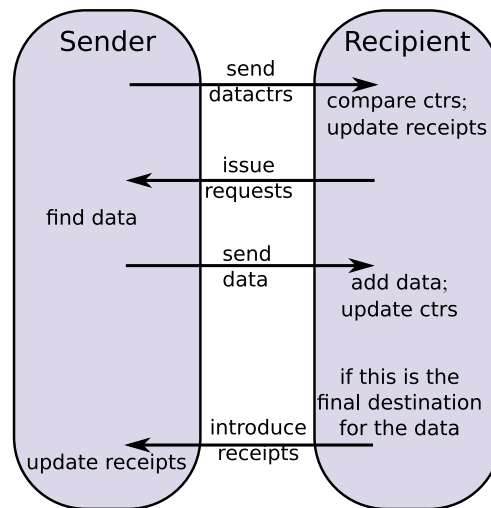 Sender
Recipient
send
datactrs
compare ctrs;
update receipts
issue
requests
find data
send
data
add data;
update ctrs
if this is the
final destination
for the data
introduce
receipts
update receipts